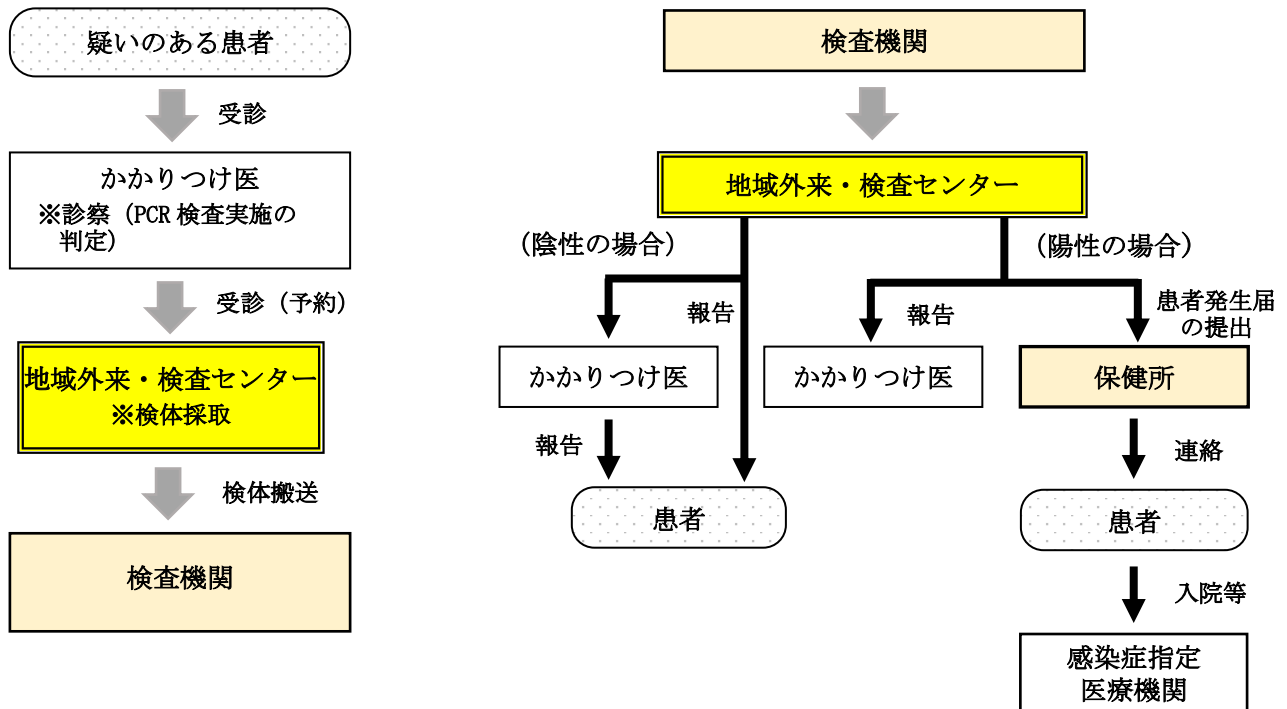 疑いのある患者
受診
かかりつけ医
※診察（PCR 検査実施の
判定）
受診（予約）
地域外来・検査センター
※検体採取
検体搬送
検査機関
検査機関
地域外来・検査センター
（陰性の場合）
（陽性の場合）
報告
報告
患者発生届
の提出
かかりつけ医
かかりつけ医
保健所
報告
連絡
患者
患者
入院等
感染症指定
医療機関